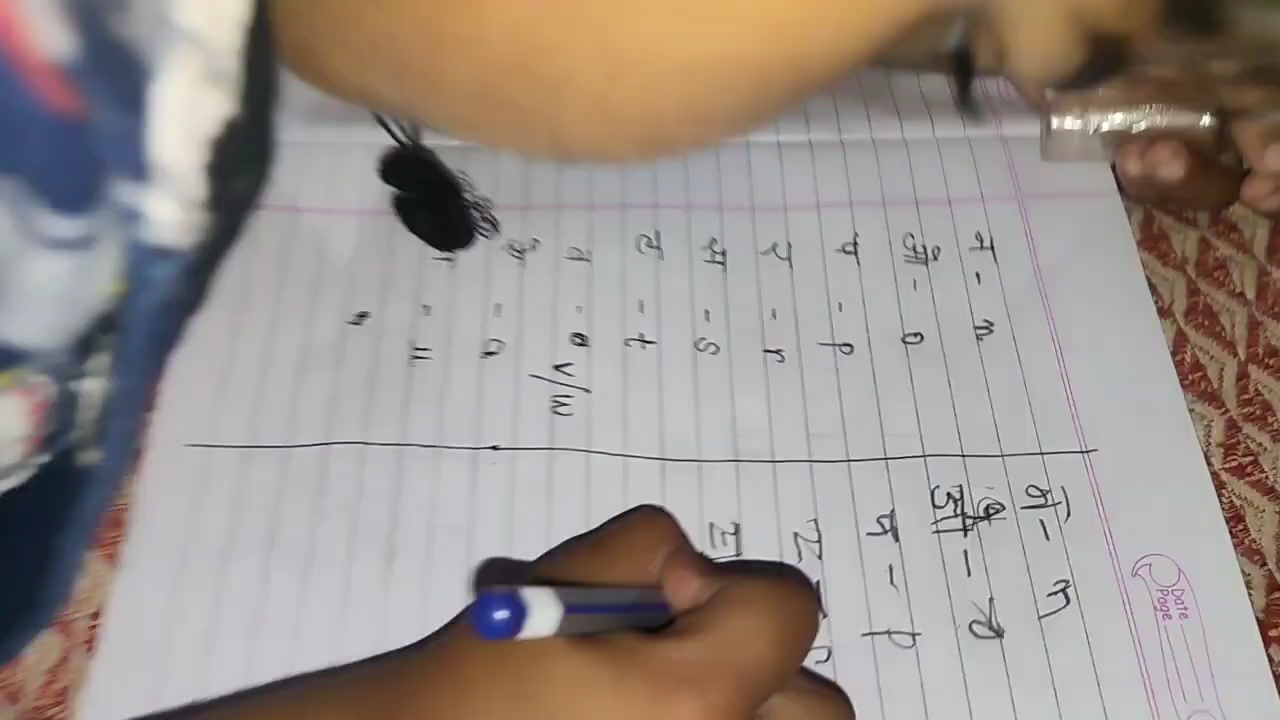 Date
Page
न - n
ऑ - o
प - p
र - r
स - s
ट - t
व - v/w
अ - a
- u
न - n
- o
प - p
र - r
स